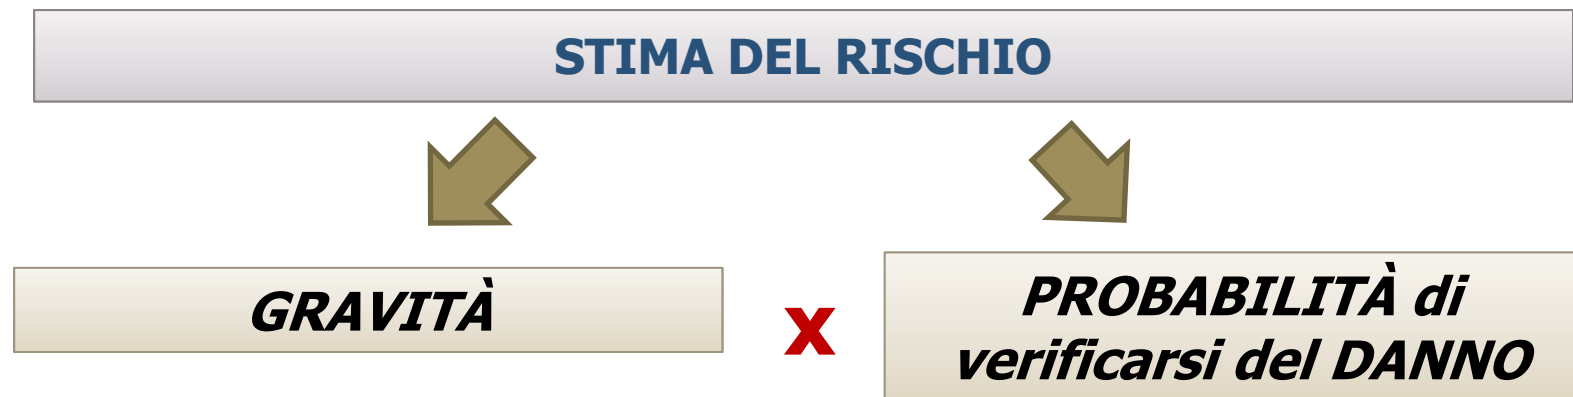 STIMA DEL RISCHIO
GRAVITÀ
x
PROBABILITÀ di
verificarsi del DANNO